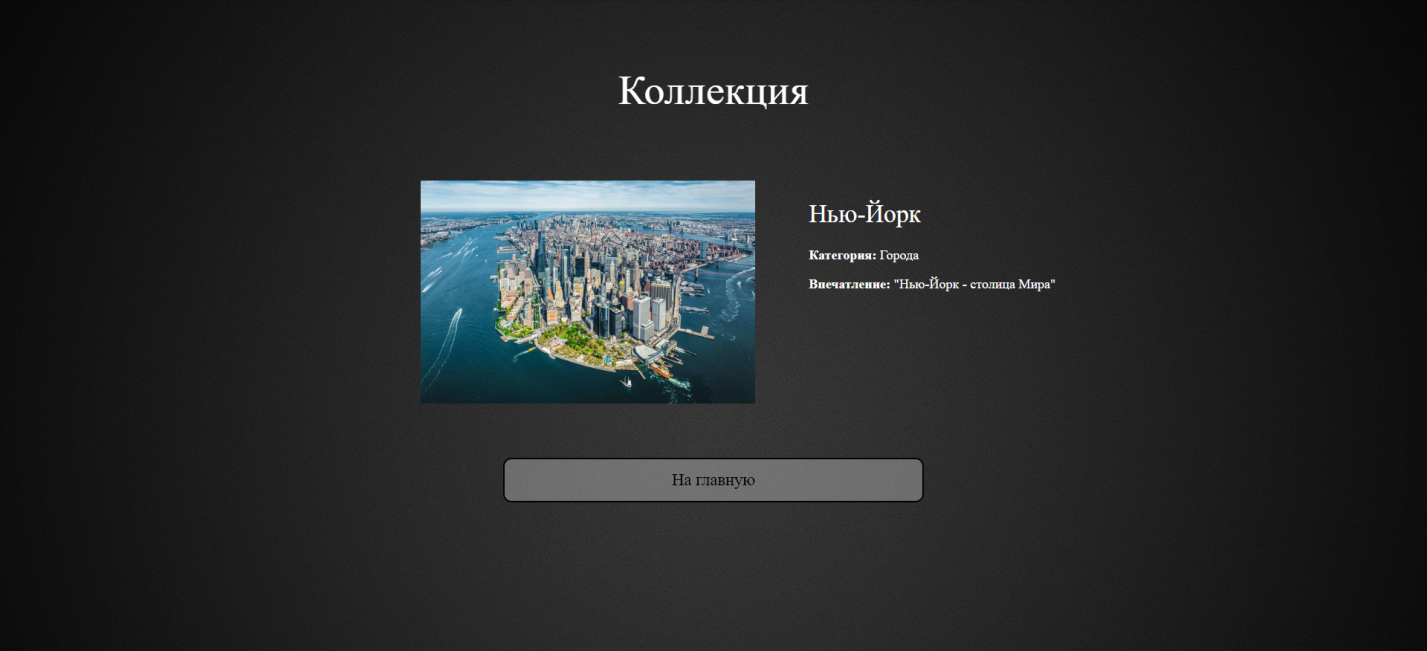 Коллекция
Нью-Йорк
Категория: Города
Впечатление: "Нью-Йорк - столица Мира"
На главную